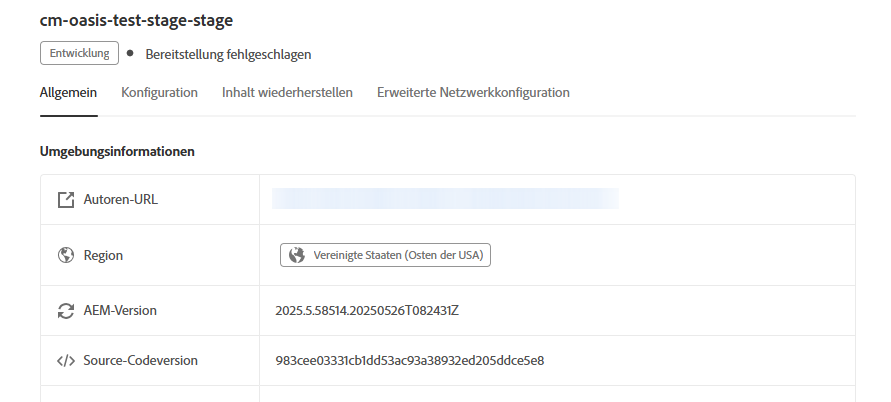 cm-oasis-test-stage-stage
Entwicklung Bereitstellung fehlgeschlagen
Allgemein Konfiguration Inhalt wiederherstellen Erweiterte Netzwerkkonfiguration
Umgebungsinformationen
Autoren-URL
Region Vereinigte Staaten (Osten der USA)
AEM-Version 2025.5.58514.20250526T082431Z
Source-Codeversion 983cee03331cb1dd53ac93a38932ed205ddce5e8